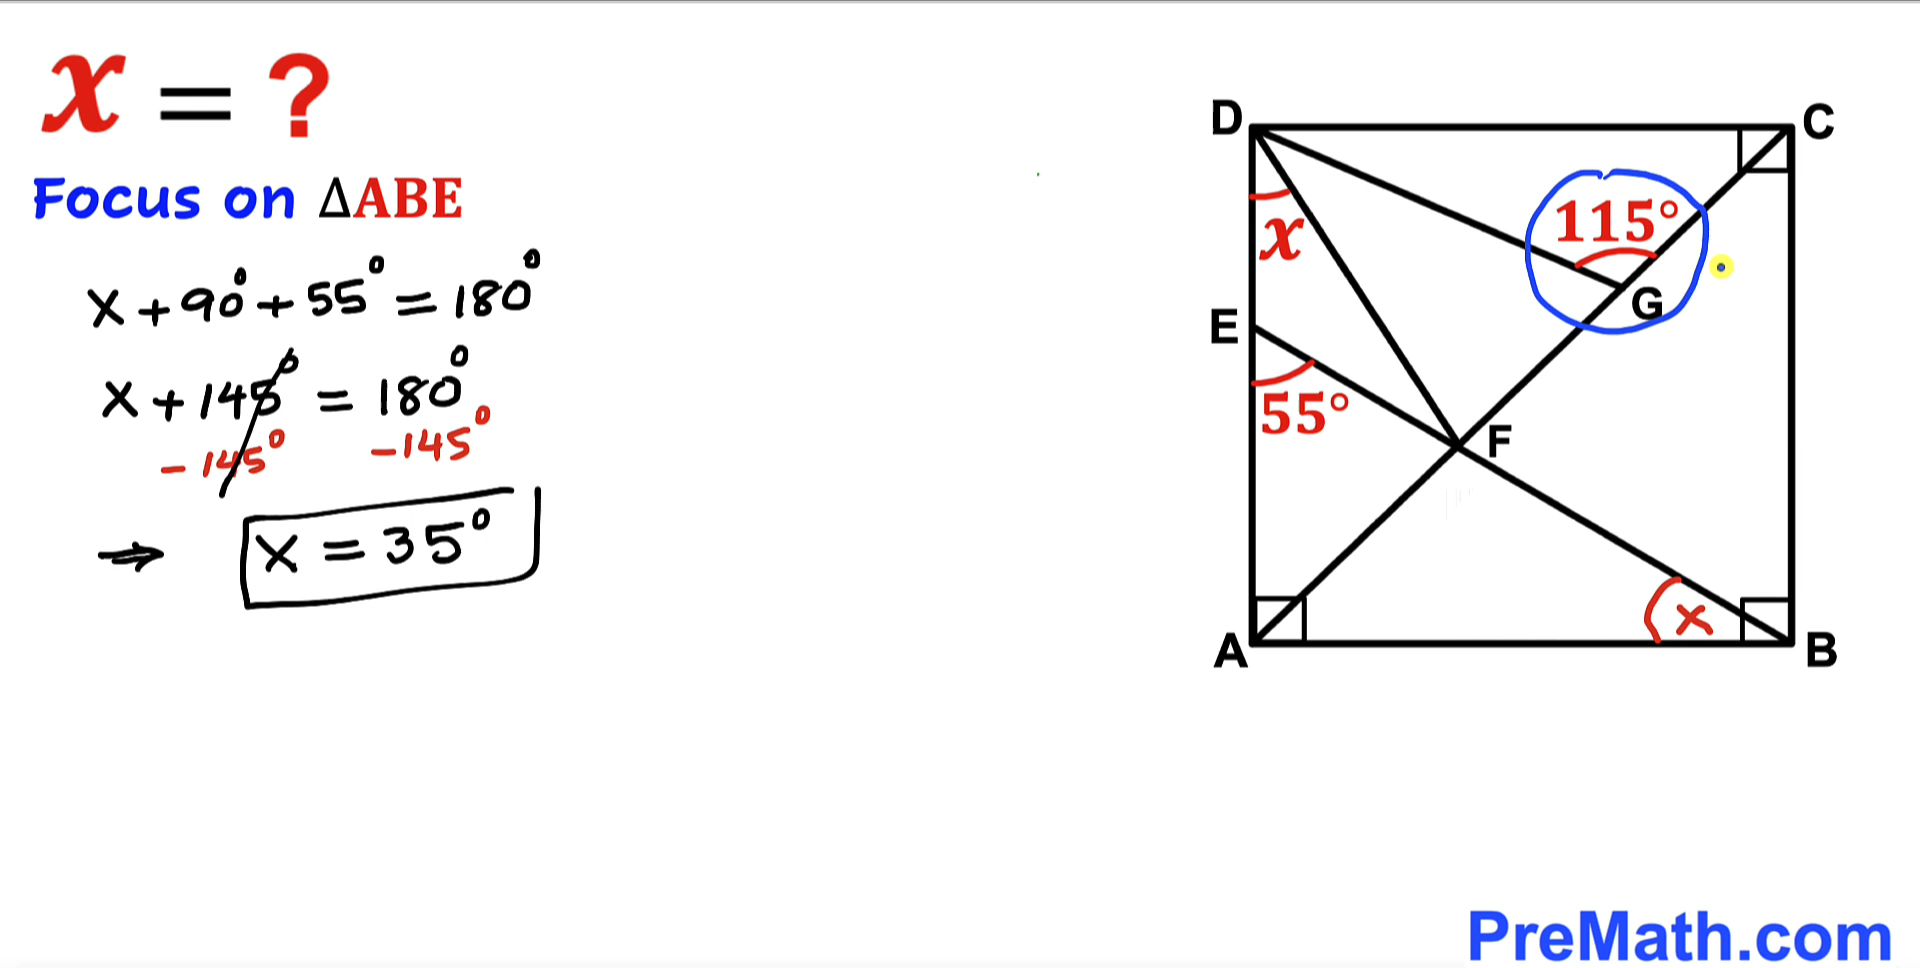 x = ?
Focus on ΔABE
x + 90° + 55° = 180°
x + 145° = 180°
- 145° - 145°
⇒ x = 35°
D
C
115°
x
G
E
55°
F
x
A
B
PreMath.com